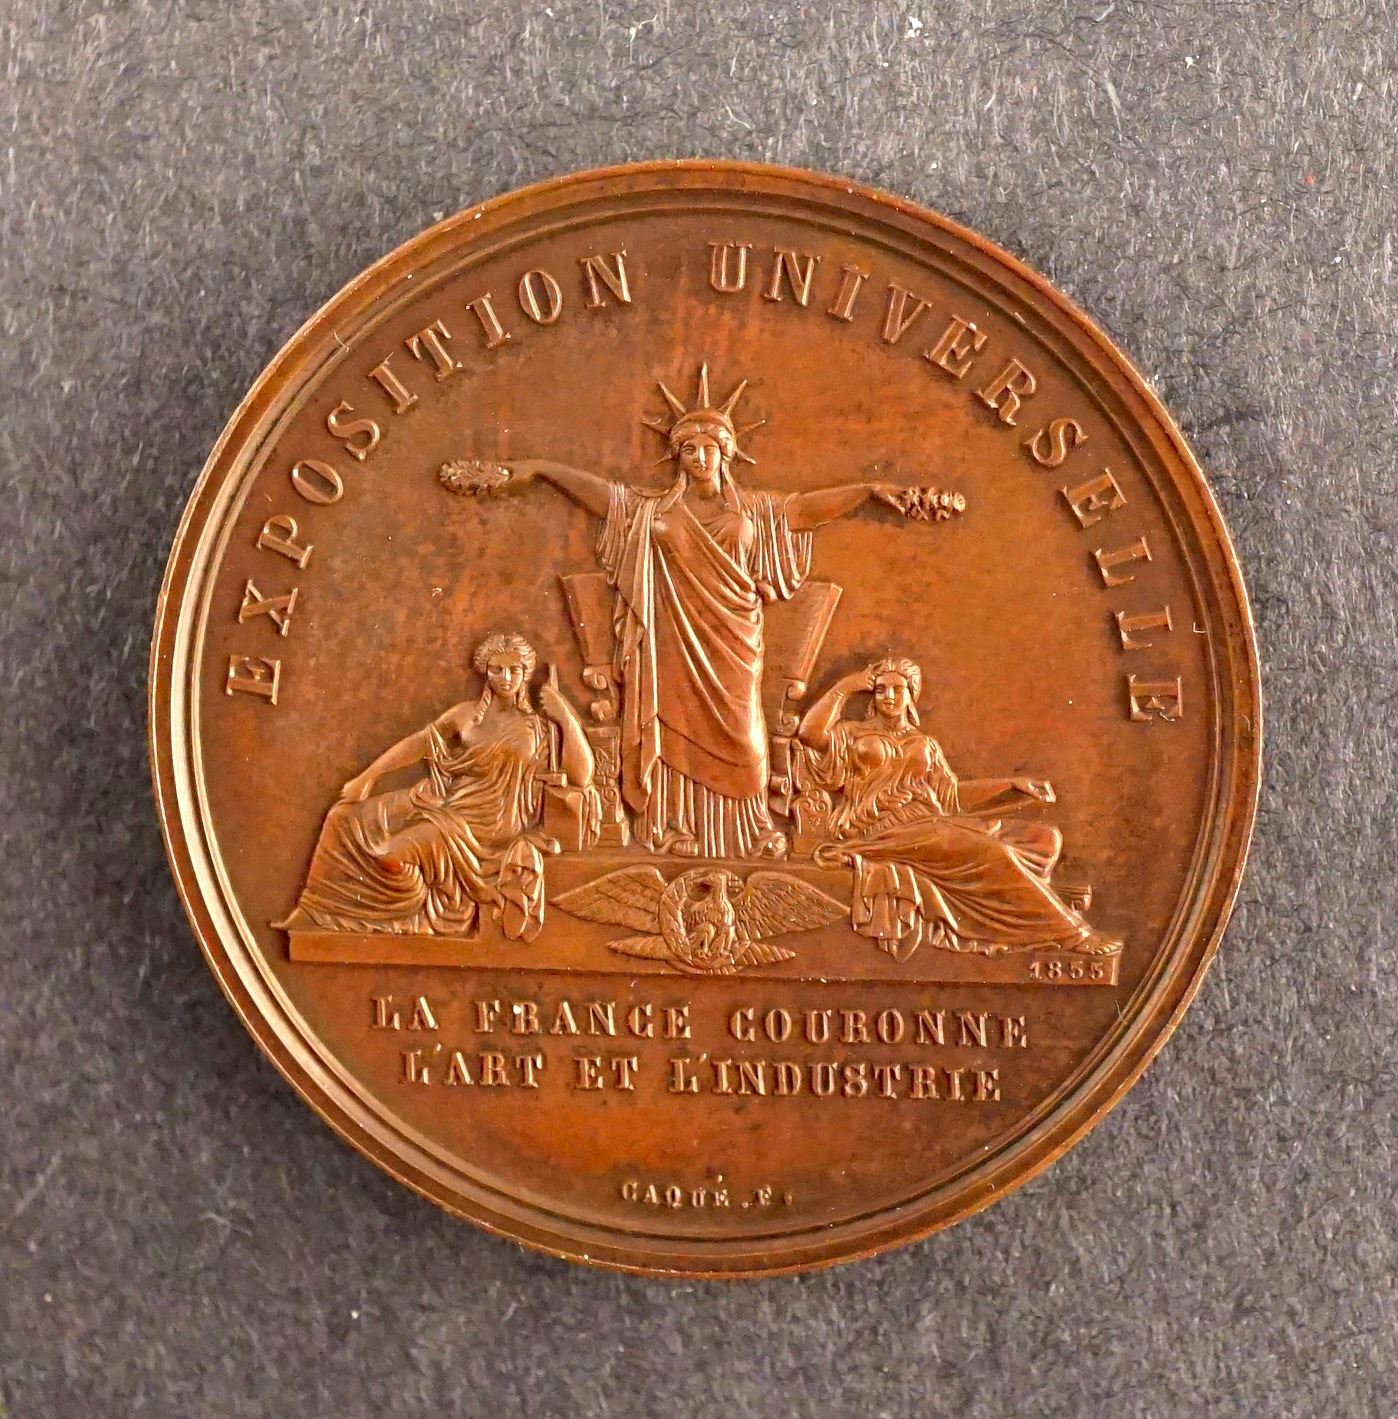 EXPOSITION UNIVERSELLE
1855
LA FRANCE COURONNE
L'ART ET L'INDUSTRIE
CAQUÉ.F.